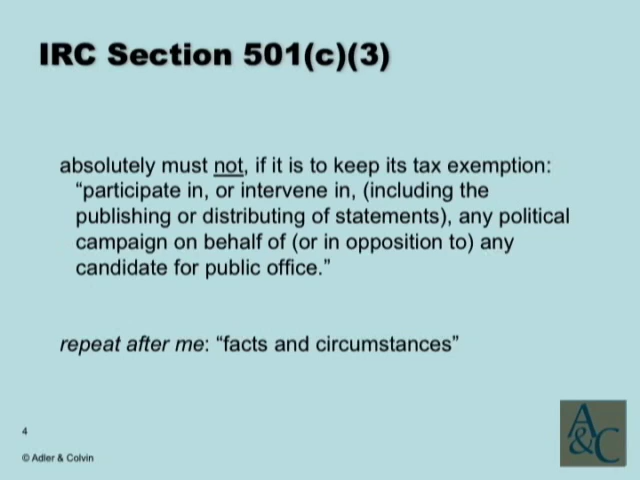 IRC Section 501(c)(3)
absolutely must not, if it is to keep its tax exemption:
“participate in, or intervene in, (including the
publishing or distributing of statements), any political
campaign on behalf of (or in opposition to) any
candidate for public office.”
repeat after me: “facts and circumstances”
4
© Adler & Colvin
A&C